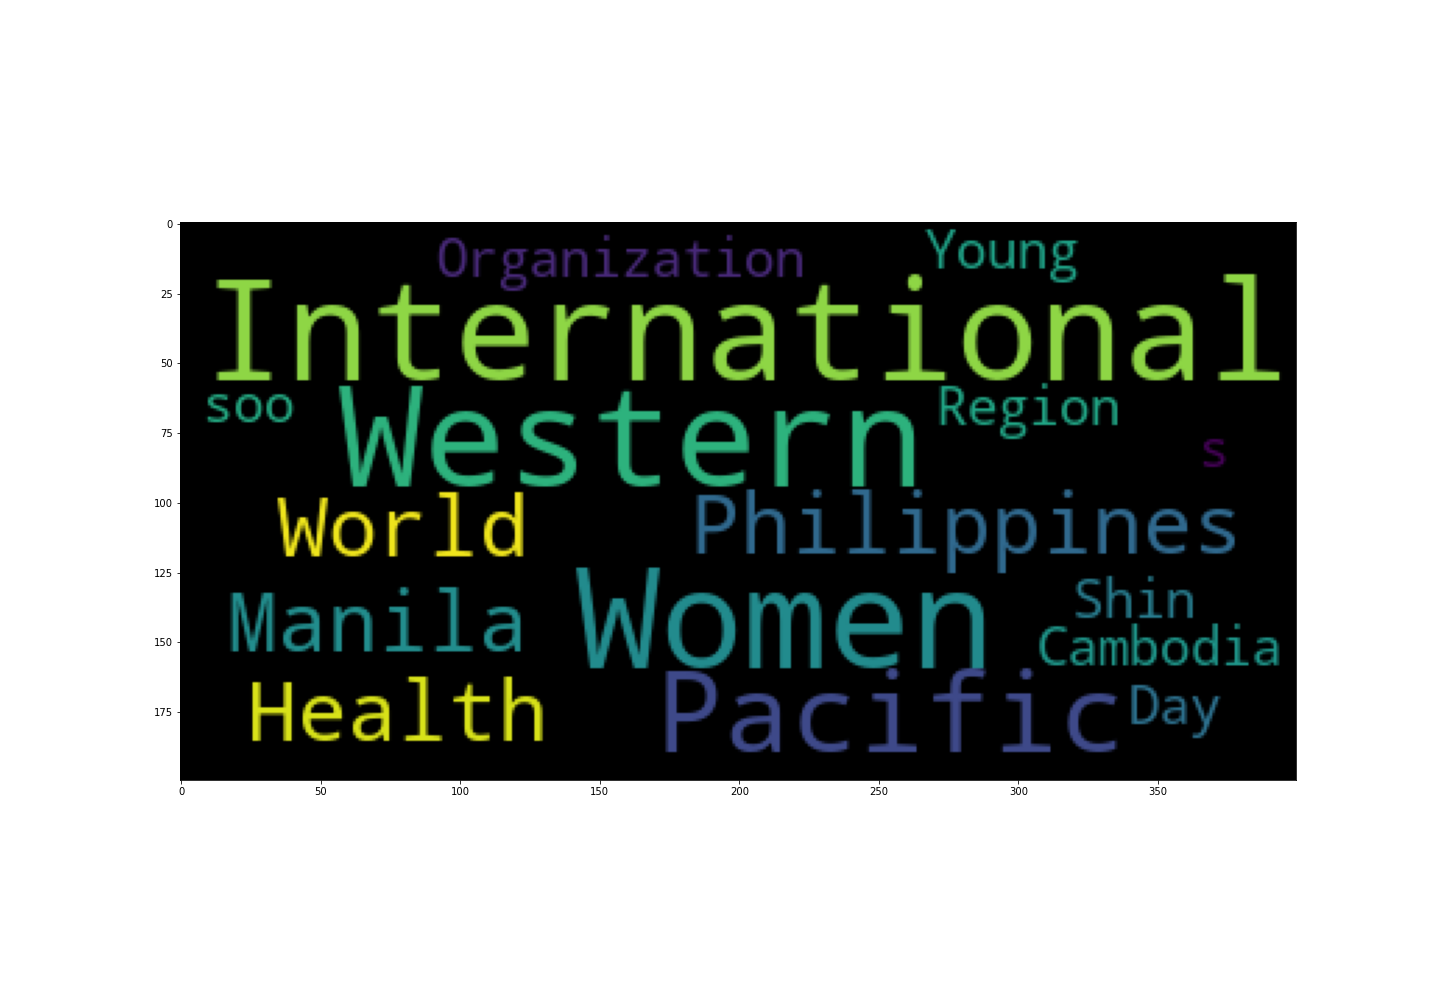 Organization Young
International
soo Western Region
s
World Philippines
Manila Women Shin
Cambodia
Health Pacific Day
0
25
50
75
100
125
150
175
0 50 100 150 200 250 300 350